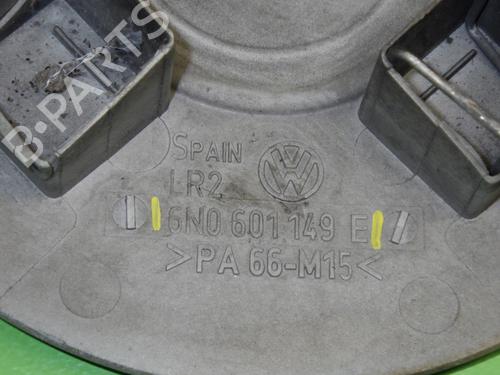 B-PARTS
SPAIN
LR2
6N0 601 149 E
>PA 66-M15<